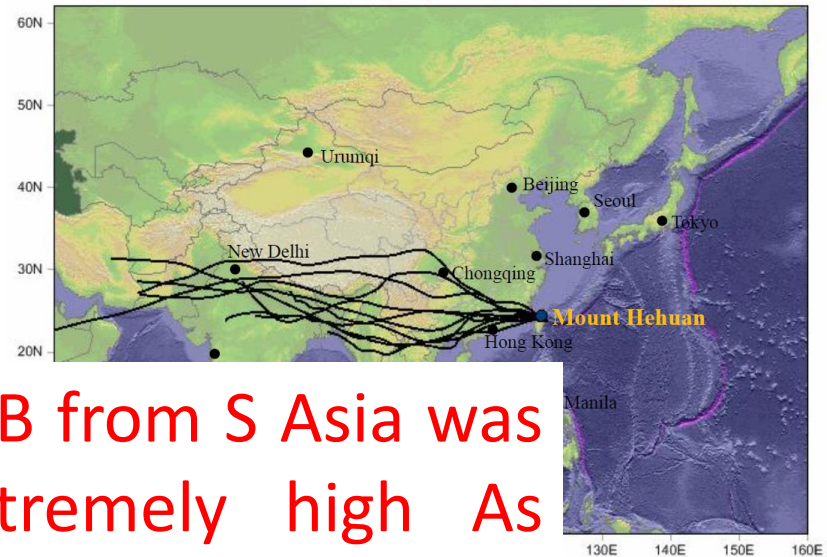 60N
50N
Urumqi
40N
Beijing
Seoul
Tokyo
New Delhi
30N
Chongqing
Shanghai
Mount Hehuan
Hong Kong
20N
Manila
B from S Asia was
tremely high As
130E 140E 150E 160E